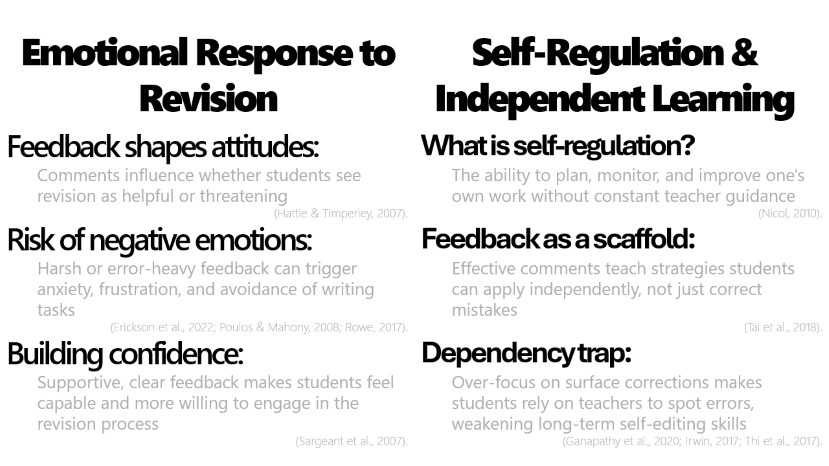 Emotional Response to
Revision
Feedback shapes attitudes:
Comments influence whether students see
revision as helpful or threatening
(Hattie & Timperley, 2007).
Risk of negative emotions:
Harsh or error-heavy feedback can trigger
anxiety, frustration, and avoidance of writing
tasks
(Erickson et al., 2022; Poulos & Mahony, 2008; Rowe, 2017).
Building confidence:
Supportive, clear feedback makes students feel
capable and more willing to engage in the
revision process
(Sargeant et al., 2007).
Self-Regulation &
Independent Learning
What is self-regulation?
The ability to plan, monitor, and improve one's
own work without constant teacher guidance
(Nicol, 2010).
Feedback as a scaffold:
Effective comments teach strategies students
can apply independently, not just correct
mistakes
(Tai et al., 2018).
Dependency trap:
Over-focus on surface corrections makes
students rely on teachers to spot errors,
weakening long-term self-editing skills
(Ganapathy et al., 2020; Irwin, 2017; Thi et al., 2017).